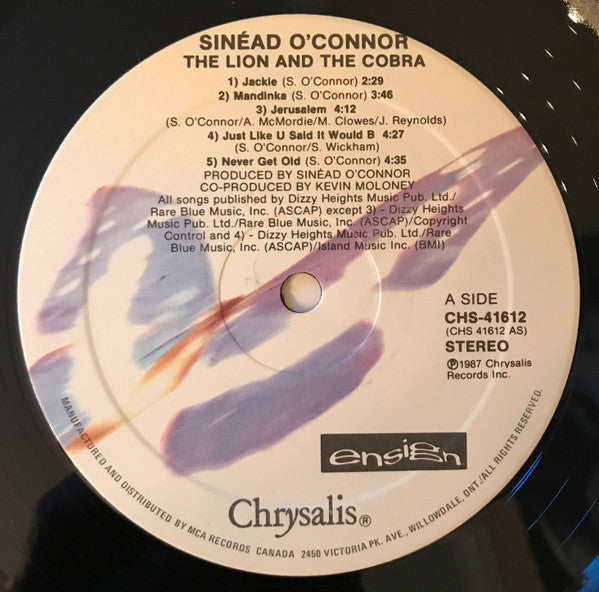 SINÉAD O'CONNOR
THE LION AND THE COBRA
1) Jackie (S. O'Connor) 2:29
2) Mandinka (S. O'Connor) 3:46
3) Jerusalem 4:12
(S. O'Connor/A. McMordie/M. Clowes/J. Reynolds)
4) Just Like U Said It Would B 4:27
(S. O'Connor/S. Wickham)
5) Never Get Old (S. O'Connor) 4:35
PRODUCED BY SINÉAD O'CONNOR
CO-PRODUCED BY KEVIN MOLONEY
All songs published by Dizzy Heights Music Pub. Ltd./
Rare Blue Music, Inc. (ASCAP) except 3) - Dizzy Heights
Music Pub. Ltd./Rare Blue Music, Inc. (ASCAP)/Copyright
Control and 4) - Dizzy Heights Music Pub. Ltd./Rare
Blue Music, Inc. (ASCAP)/Island Music Inc. (BMI)
A SIDE
CHS-41612
(CHS 41612 AS)
STEREO
Ⓟ1987 Chrysalis
Records Inc.
ensign
Chrysalis®
MANUFACTURED AND DISTRIBUTED BY MCA RECORDS CANADA 2450 VICTORIA PK. AVE., WILLOWDALE, ONT./ALL RIGHTS RESERVED.